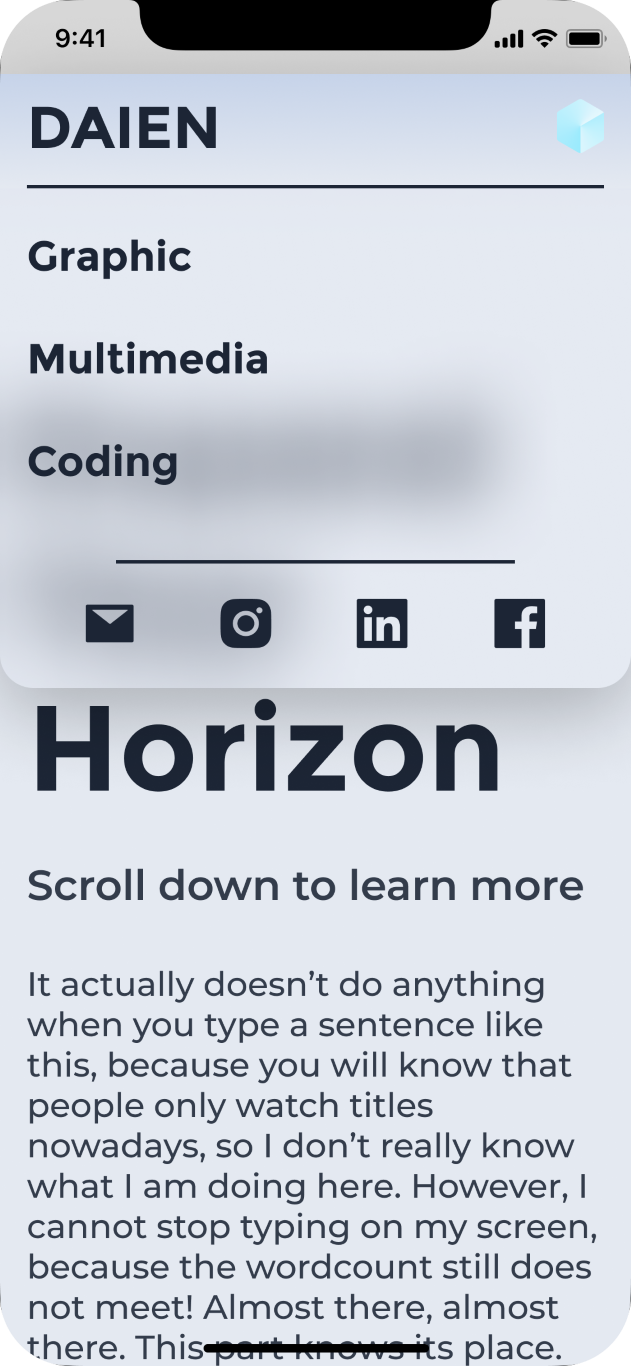 9:41
DAIEN
Graphic
Multimedia
Coding
in
Horizon
Scroll down to learn more
It actually doesn’t do anything
when you type a sentence like
this, because you will know that
people only watch titles
nowadays, so I don’t really know
what I am doing here. However, I
cannot stop typing on my screen,
because the wordcount still does
not meet! Almost there, almost
there. This part knows its place.